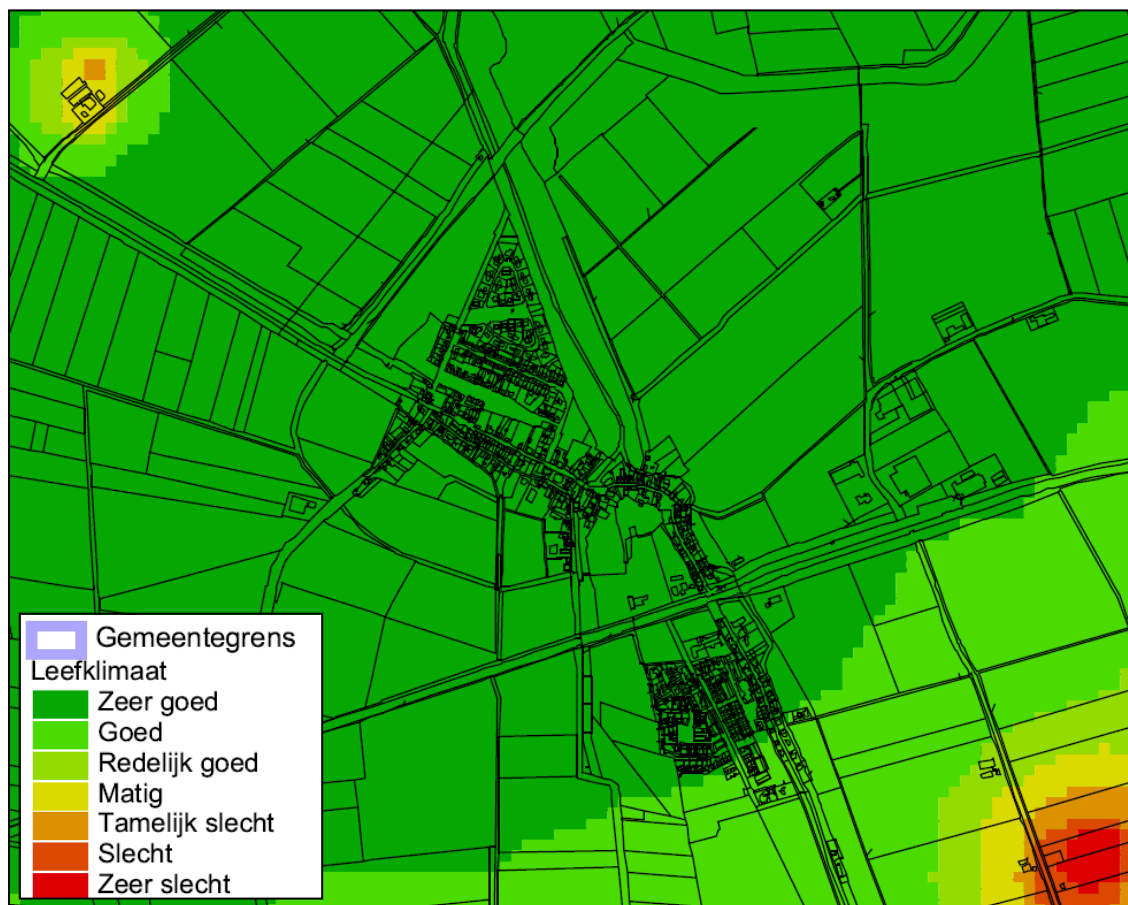 Gemeentegrens
Leefklimaat
Zeer goed
Goed
Redelijk goed
Matig
Tamelijk slecht
Slecht
Zeer slecht